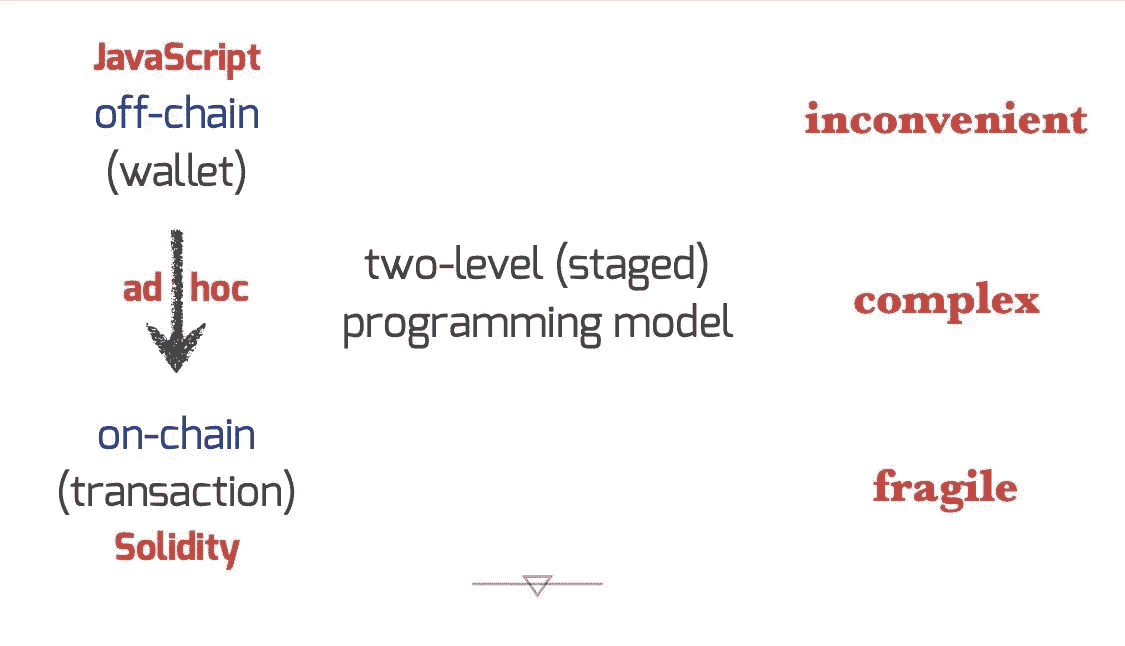 JavaScript
off-chain
(wallet)
ad hoc
on-chain
(transaction)
Solidity
two-level (staged)
programming model
inconvenient
complex
fragile